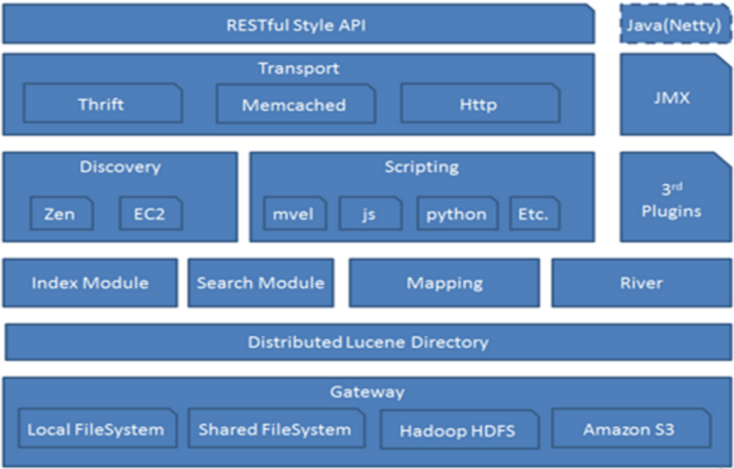 RESTful Style API
Java(Netty)
Transport
Thrift
Memcached
Http
JMX
Discovery
Zen
EC2
Scripting
mvel
js
python
Etc.
3rd
Plugins
Index Module
Search Module
Mapping
River
Distributed Lucene Directory
Gateway
Local FileSystem
Shared FileSystem
Hadoop HDFS
Amazon S3